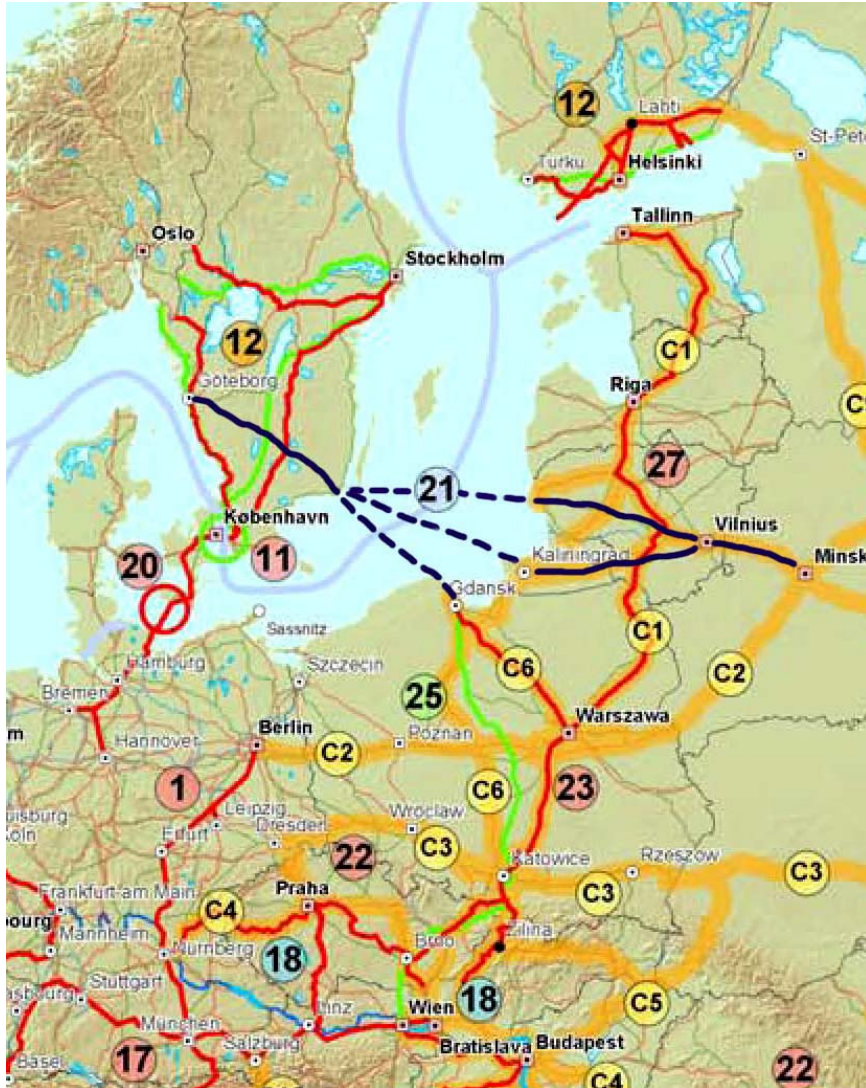 12
Lahti
St-Pet
Turku
Helsinki
Tallinn
Oslo
Stockholm
12
C1
Göteborg
Riga
27
21
København
Vilnius
20
11
Kaliningrad
Minsk
Gdansk
Sassnitz
C1
Hamburg
Szczecin
C6
C2
Bremen
25
Warszawa
Berlin
Hannover
C2
Poznan
1
C6
23
Leipzig
Wroclaw
Erfurt
Dresden
22
C3
Katowice
Rzeszow
C3
C3
Frankfurt-am Main
Praha
C4
Mannheim
Nürnberg
18
Brno
Zilina
Stuttgart
18
C5
Linz
Wien
München
Salzburg
Bratislava
Budapest
17
Basel
22
C4